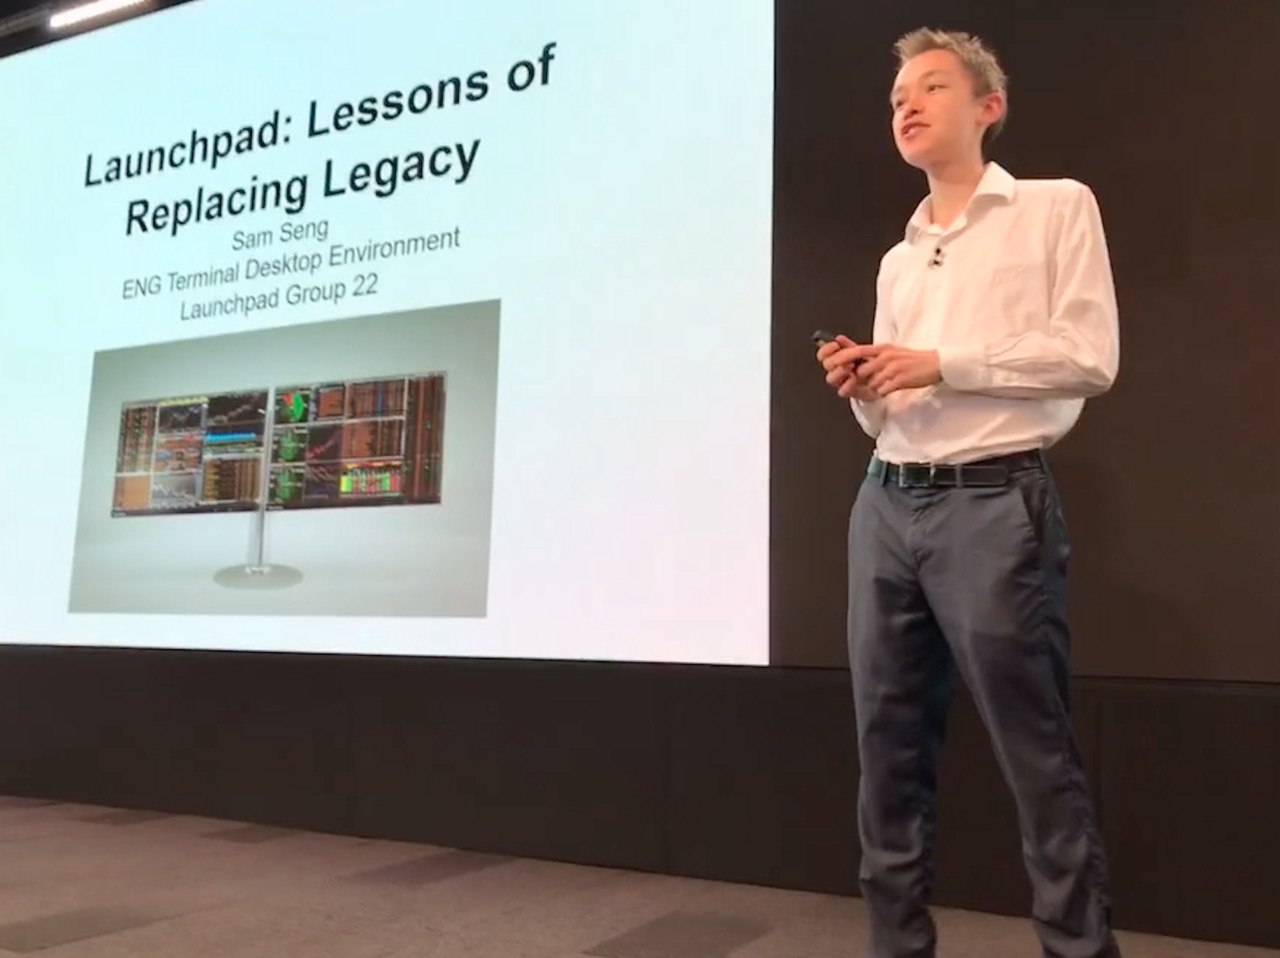 Launchpad: Lessons of
Replacing Legacy
Sam Seng
ENG Terminal Desktop Environment
Launchpad Group 22